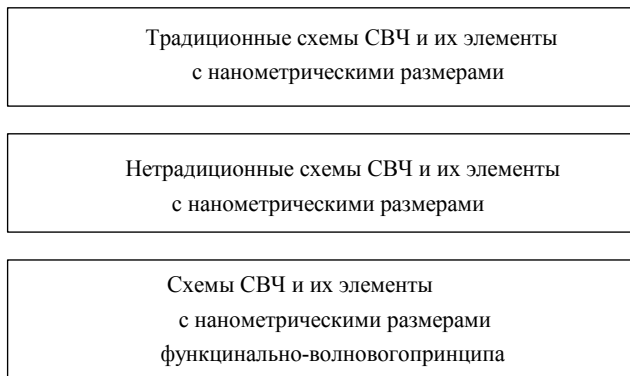 Традиционные схемы СВЧ и их элементы
с нанометрическими размерами
Нетрадиционные схемы СВЧ и их элементы
с нанометрическими размерами
Схемы СВЧ и их элементы
с нанометрическими размерами
функцинально-волновогопринципа